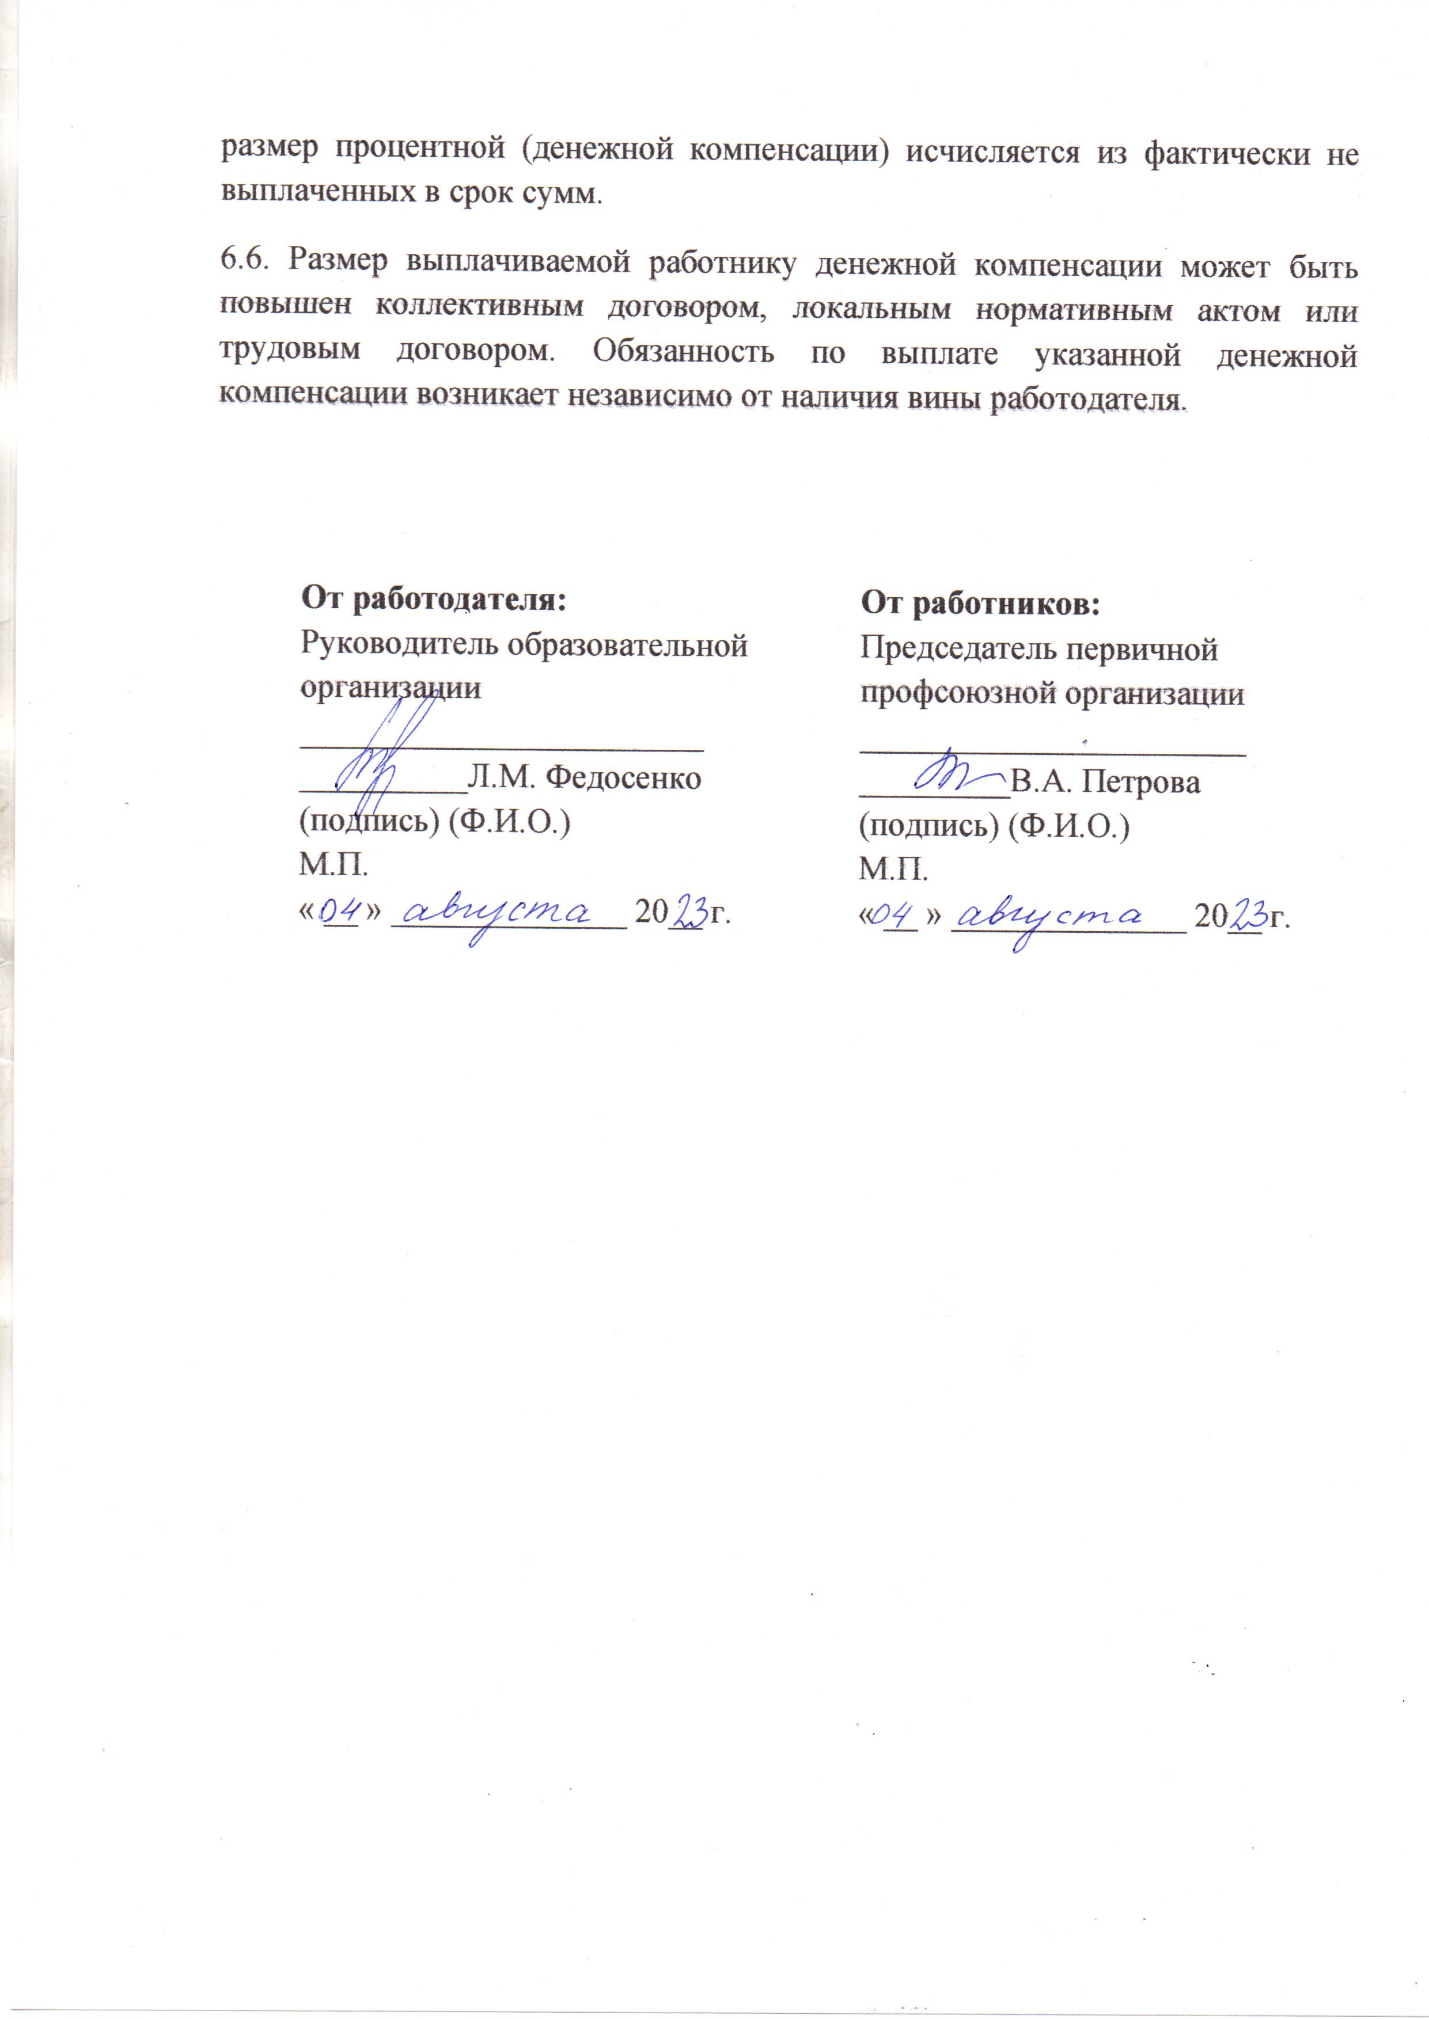 размер процентной (денежной компенсации) исчисляется из фактически не
выплаченных в срок сумм.
6.6. Размер выплачиваемой работнику денежной компенсации может быть
повышен коллективным договором, локальным нормативным актом или
трудовым договором. Обязанность по выплате указанной денежной
компенсации возникает независимо от наличия вины работодателя.
От работодателя:
Руководитель образовательной
организации
Л.М. Федосенко
(подпись) (Ф.И.О.)
М.П.
«04» августа 2023г.
От работников:
Председатель первичной
профсоюзной организации
В.А. Петрова
(подпись) (Ф.И.О.)
М.П.
«04 » августа 2023г.